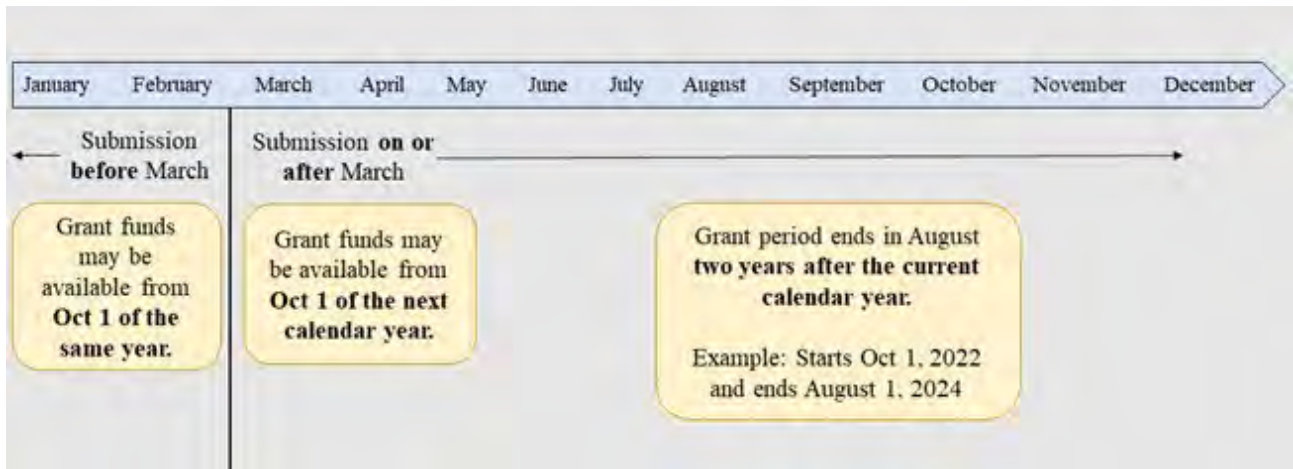 January February March April May June July August September October November December
Submission
before March
Submission on or
after March
Grant funds
may be
available from
Oct 1 of the
same year.
Grant funds may
be available from
Oct 1 of the next
calendar year.
Grant period ends in August
two years after the current
calendar year.
Example: Starts Oct 1, 2022
and ends August 1, 2024